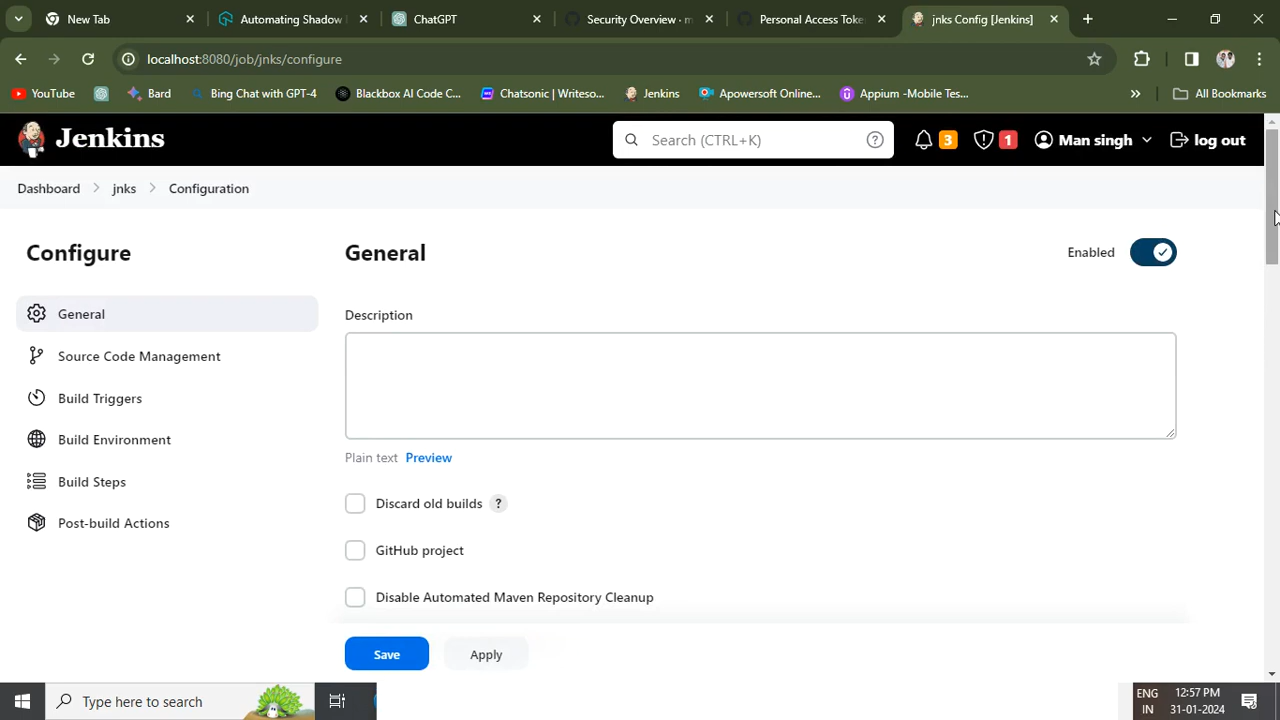 New Tab
Automating Shadow
ChatGPT
Security Overview - m
Personal Access Toke
jnks Config [Jenkins]
localhost:8080/job/jnks/configure
YouTube
Bard
Bing Chat with GPT-4
Blackbox AI Code C...
Chatsonic | Writeso...
Jenkins
Apowersoft Onlin...
Appium -Mobile Tes...
All Bookmarks
Jenkins
Search (CTRL+K)
?
3
1
Man singh
log out
Dashboard
jnks
Configuration
Configure
General
Enabled
General
Source Code Management
Build Triggers
Build Environment
Build Steps
Post-build Actions
Description
Plain text Preview
Discard old builds ?
GitHub project
Disable Automated Maven Repository Cleanup
Save
Apply
Type here to search
ENG
IN
12:57 PM
31-01-2024